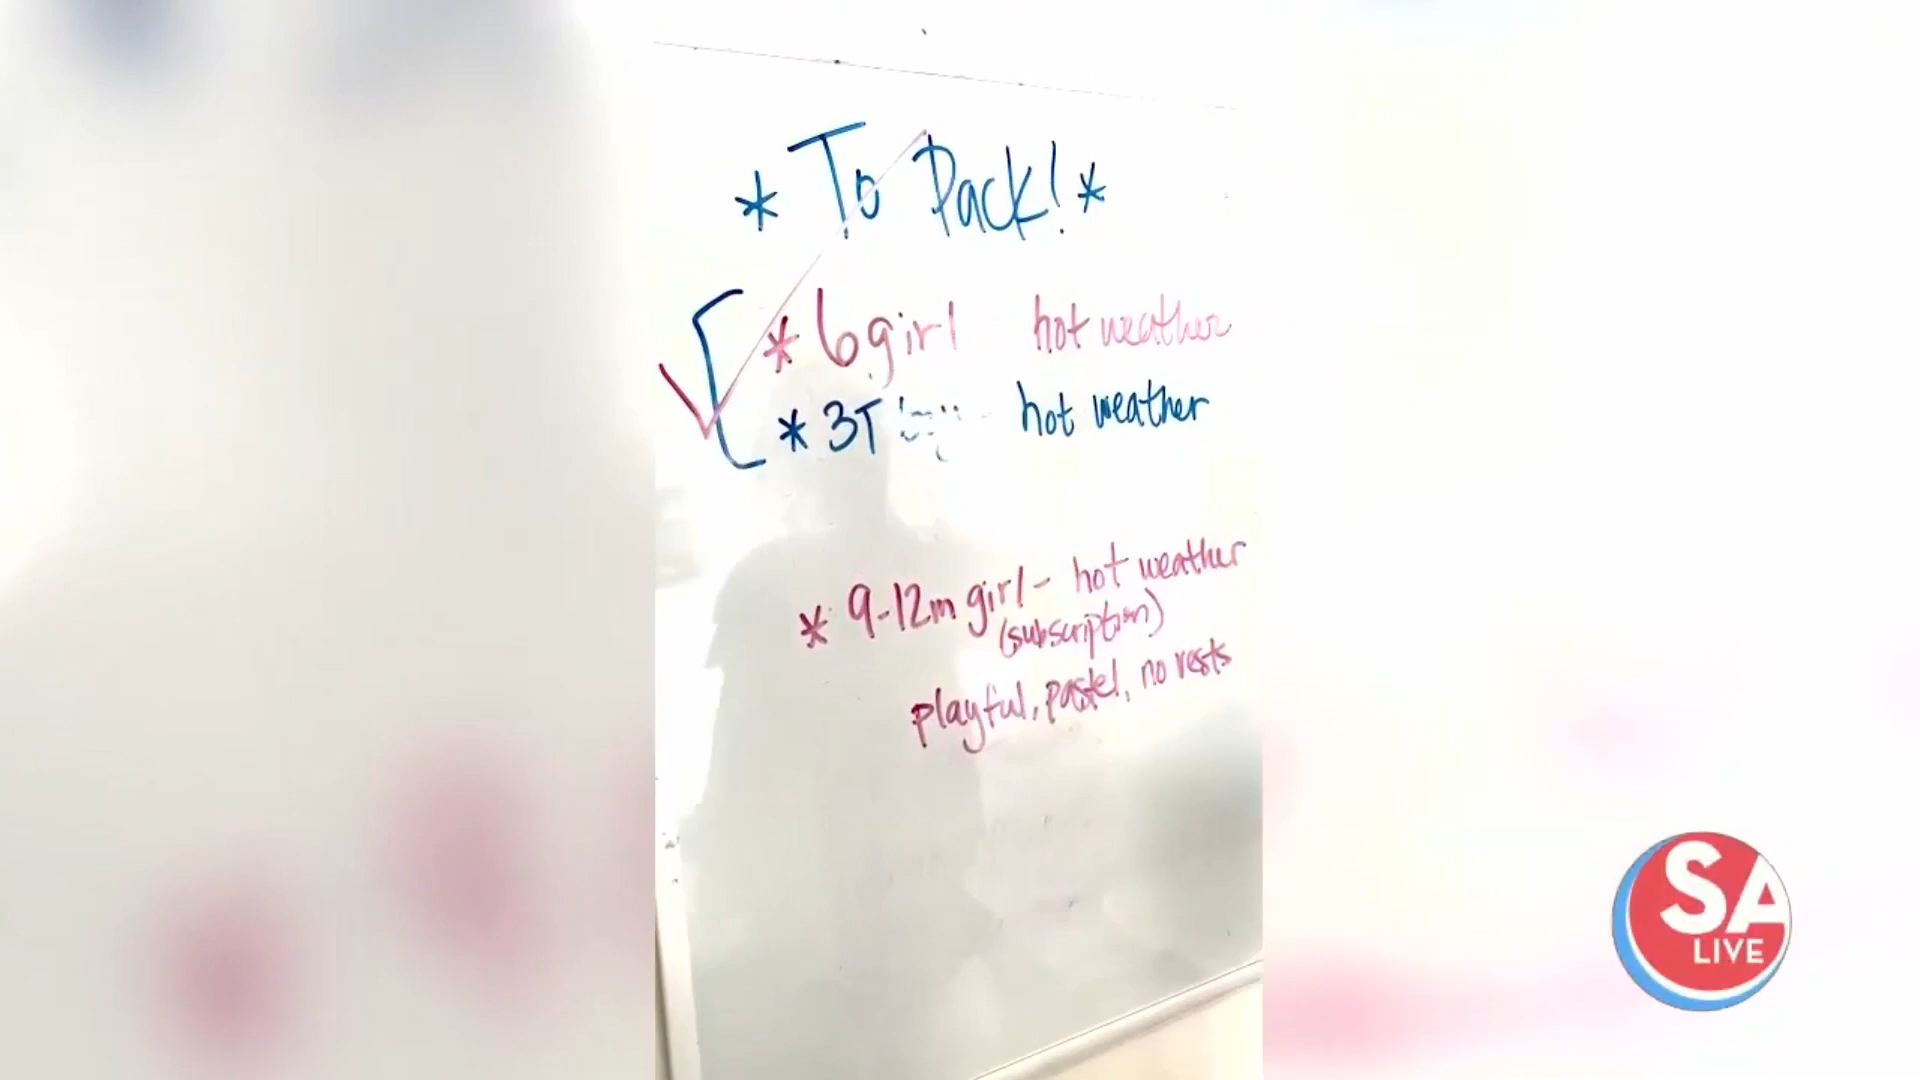 * To Pack! *
* 6 girl hot weather
* 3T - hot weather
* 9-12m girl - hot weather
(subscription)
playful, pastel, no rests
SA
LIVE